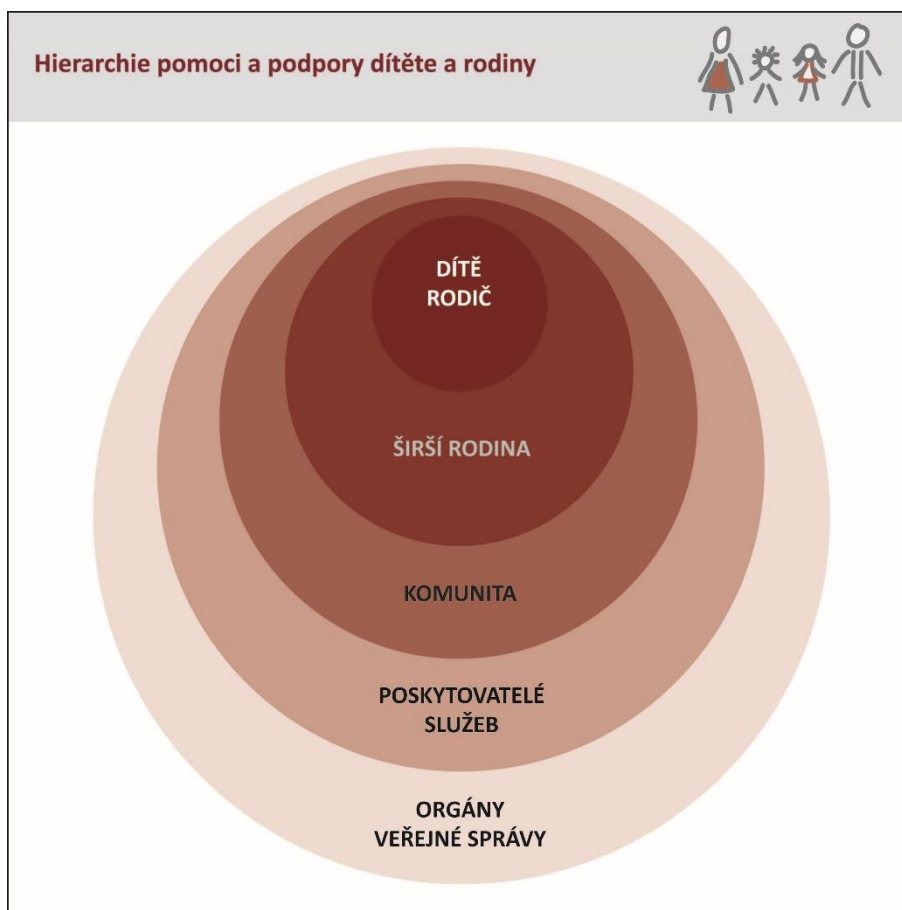 Hierarchie pomoci a podpory dítěte a rodiny
DÍTĚ
RODIČ
ŠIRŠÍ RODINA
KOMUNITA
POSKYTOVATELÉ
SLUŽEB
ORGÁNY
VEŘEJNÉ SPRÁVY